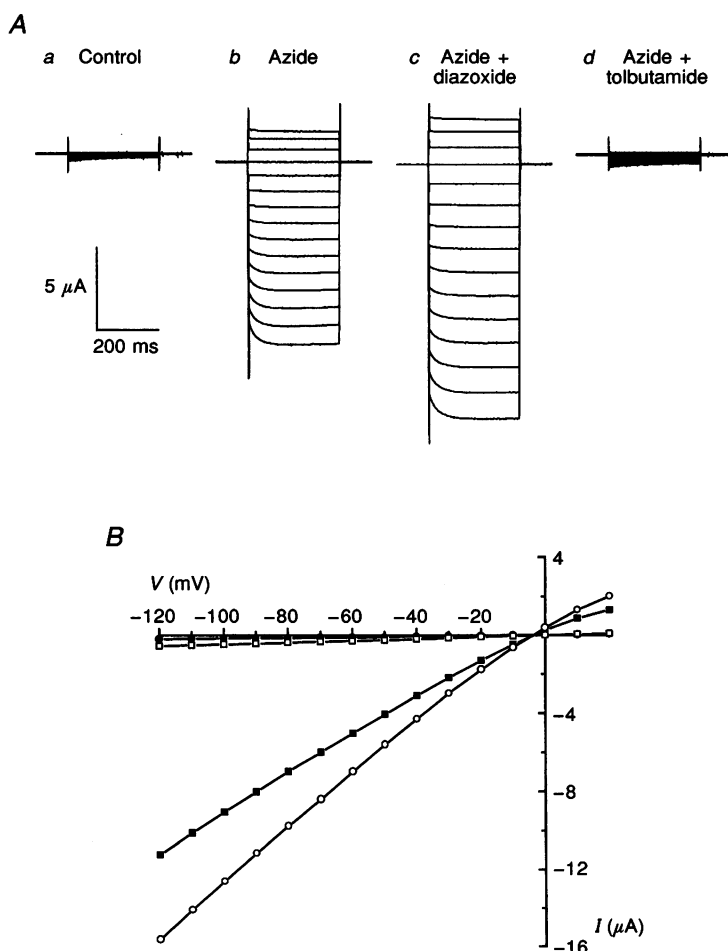 A
a Control
b Azide
c Azide +
diazoxide
d Azide +
tolbutamide
5 μA
200 ms
B
V (mV)
−120 −100 −80 −60 −40 −20
4
−4
−8
−12
−16
I (μA)